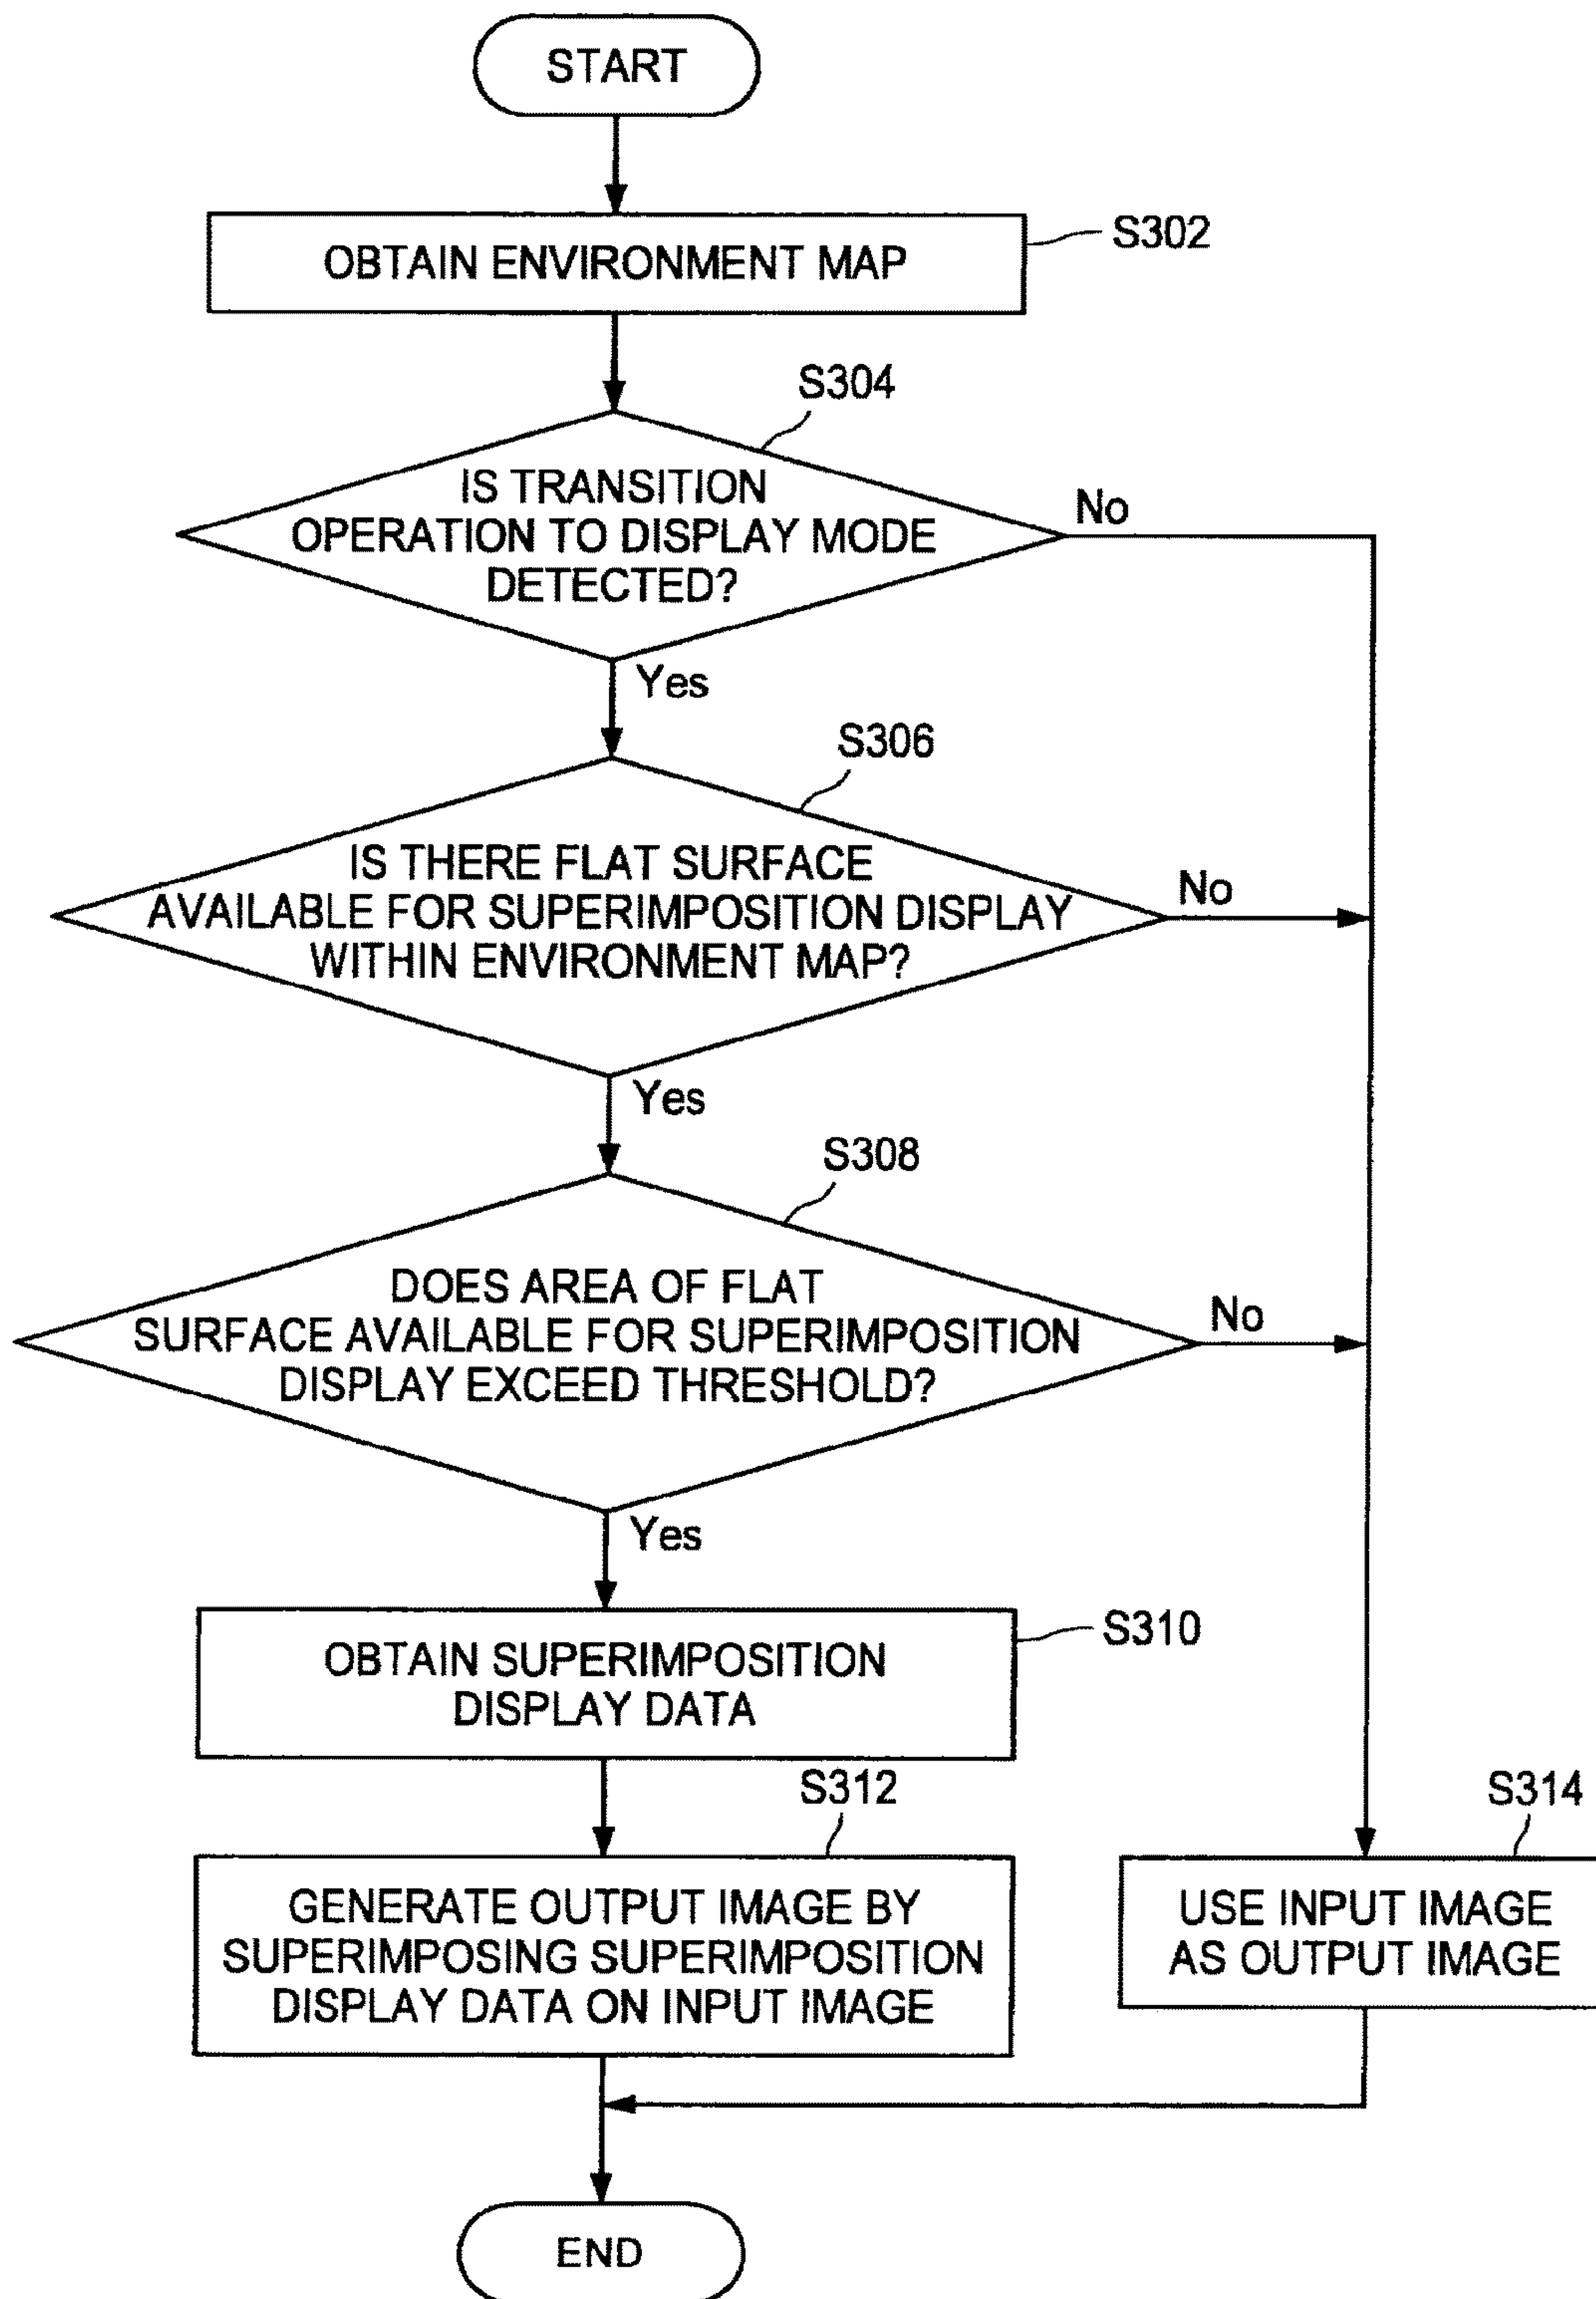 START
OBTAIN ENVIRONMENT MAP
S302
S304
IS TRANSITION
OPERATION TO DISPLAY MODE
DETECTED?
No
Yes
S306
IS THERE FLAT SURFACE
AVAILABLE FOR SUPERIMPOSITION DISPLAY
WITHIN ENVIRONMENT MAP?
No
Yes
S308
DOES AREA OF FLAT
SURFACE AVAILABLE FOR SUPERIMPOSITION
DISPLAY EXCEED THRESHOLD?
No
Yes
S310
OBTAIN SUPERIMPOSITION
DISPLAY DATA
S312
GENERATE OUTPUT IMAGE BY
SUPERIMPOSING SUPERIMPOSITION
DISPLAY DATA ON INPUT IMAGE
S314
USE INPUT IMAGE
AS OUTPUT IMAGE
END